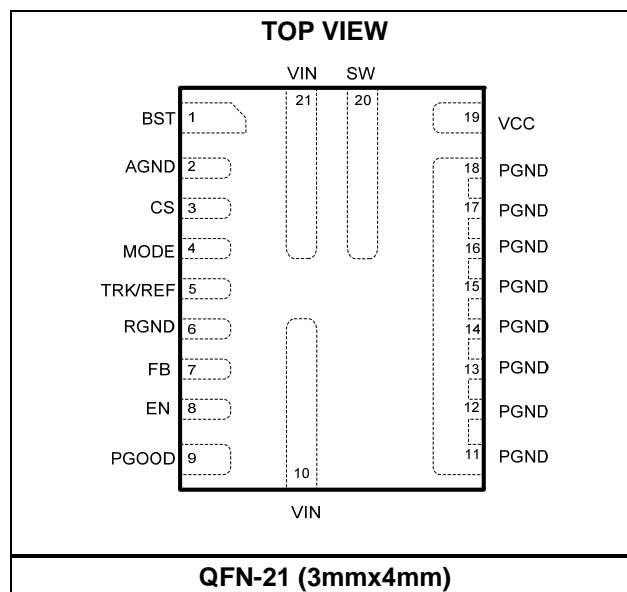 TOP VIEW
VIN SW
21 20
BST 1
19 VCC
AGND 2
18 PGND
CS 3
17 PGND
MODE 4
16 PGND
TRK/REF 5
15 PGND
RGND 6
14 PGND
FB 7
13 PGND
EN 8
12 PGND
PGOOD 9
11 PGND
10
VIN
QFN-21 (3mmx4mm)